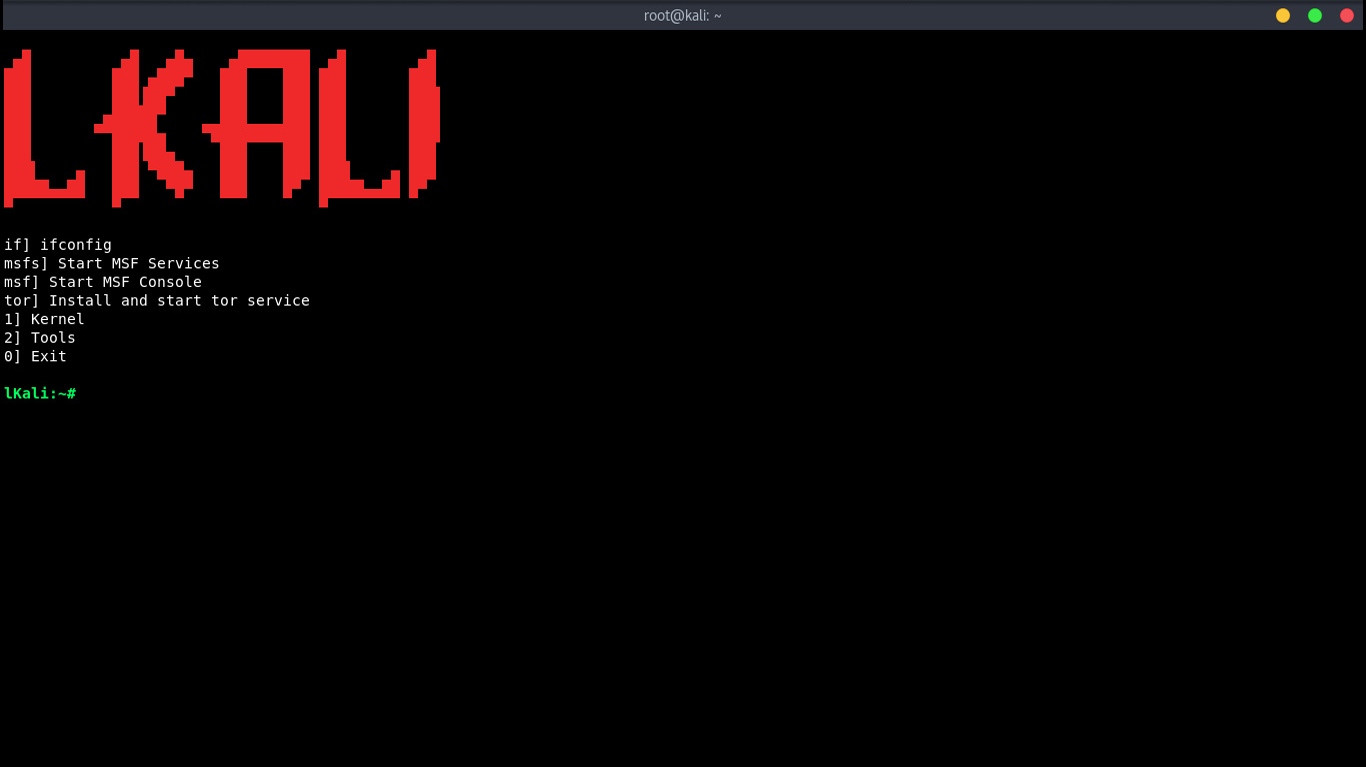 root@kali: ~
LKALI
if] ifconfig
msfs] Start MSF Services
msf] Start MSF Console
tor] Install and start tor service
1] Kernel
2] Tools
0] Exit
lKali:~#